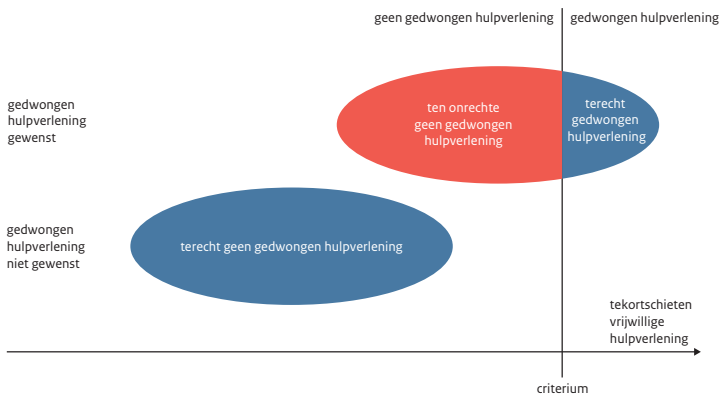 geen gedwongen hulpverlening
gedwongen hulpverlening
gedwongen
hulpverlening
gewenst
ten onrechte
geen gedwongen
hulpverlening
terecht
gedwongen
hulpverlening
gedwongen
hulpverlening
niet gewenst
terecht geen gedwongen hulpverlening
tekortschieten
vrijwillige
hulpverlening
criterium